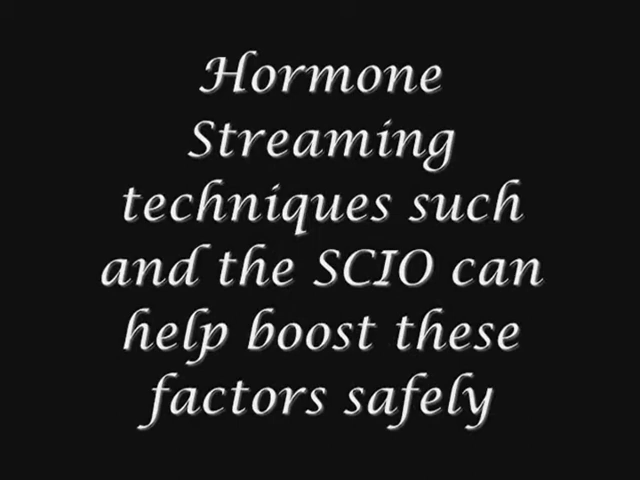 Hormone
Streaming
techniques such
and the SCIO can
help boost these
factors safely